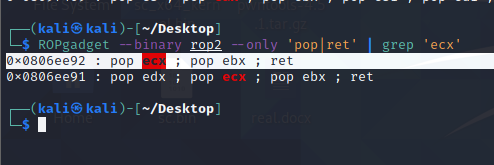 (kali㉿kali)-[~/Desktop]
$ ROPgadget --binary rop2 --only 'pop|ret' | grep 'ecx'
0x0806ee92 : pop ecx ; pop ebx ; ret
0x0806ee91 : pop edx ; pop ecx ; pop ebx ; ret
(kali㉿kali)-[~/Desktop]
$